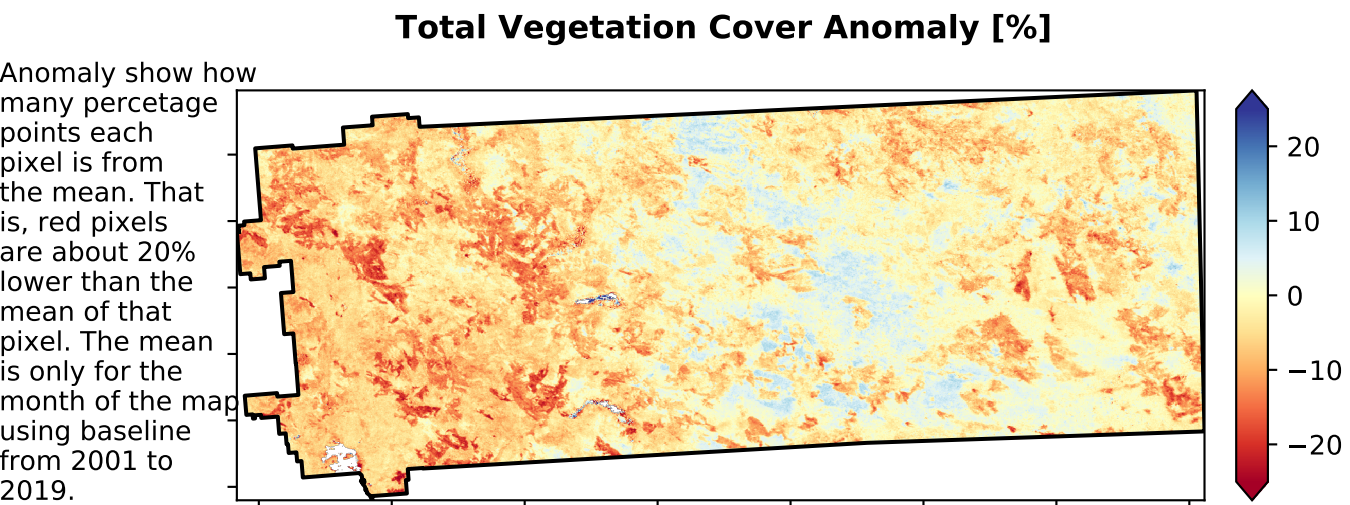 Total Vegetation Cover Anomaly [%]
Anomaly show how
many percetage
points each
pixel is from
the mean. That
is, red pixels
are about 20%
lower than the
mean of that
pixel. The mean
is only for the
month of the map
using baseline
from 2001 to
2019.
20
10
0
−10
−20